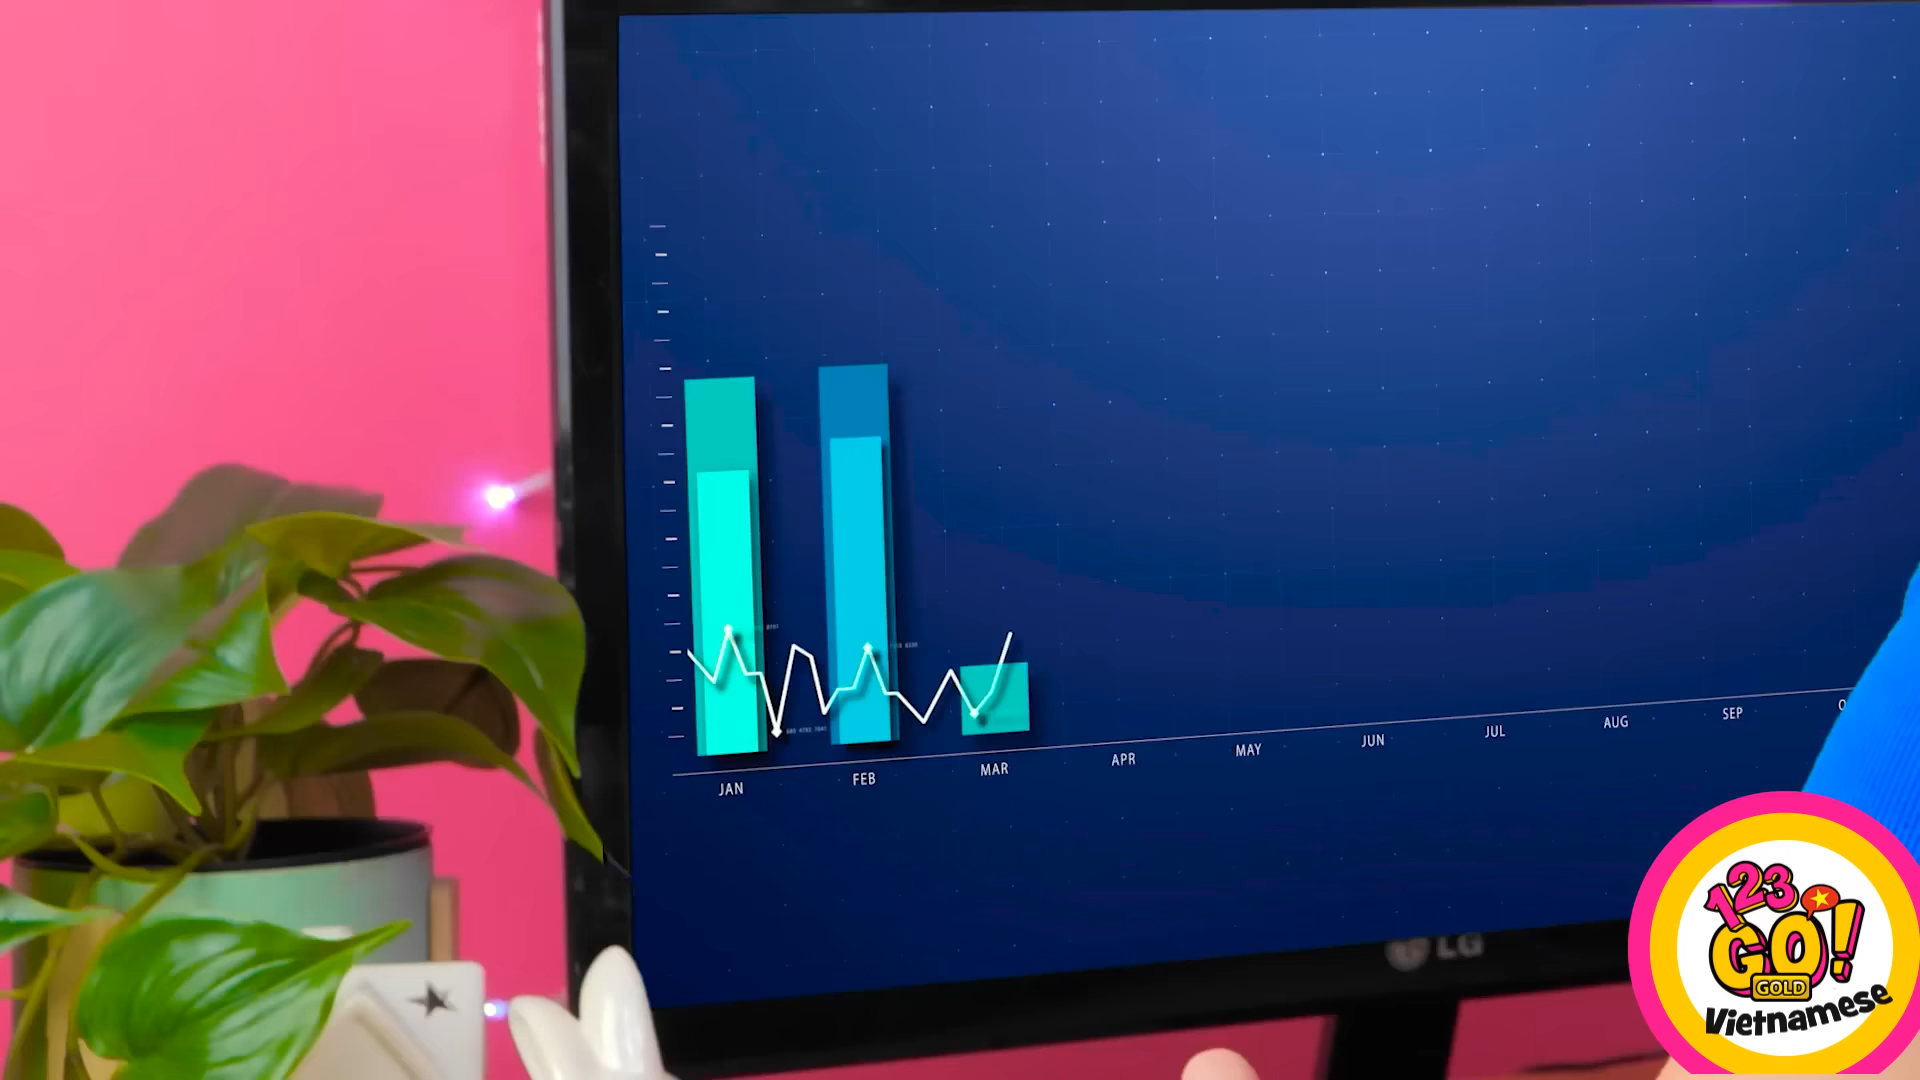 JAN
FEB
MAR
APR
MAY
JUN
JUL
AUG
SEP
LG
123
GO!
GOLD
Vietnamese